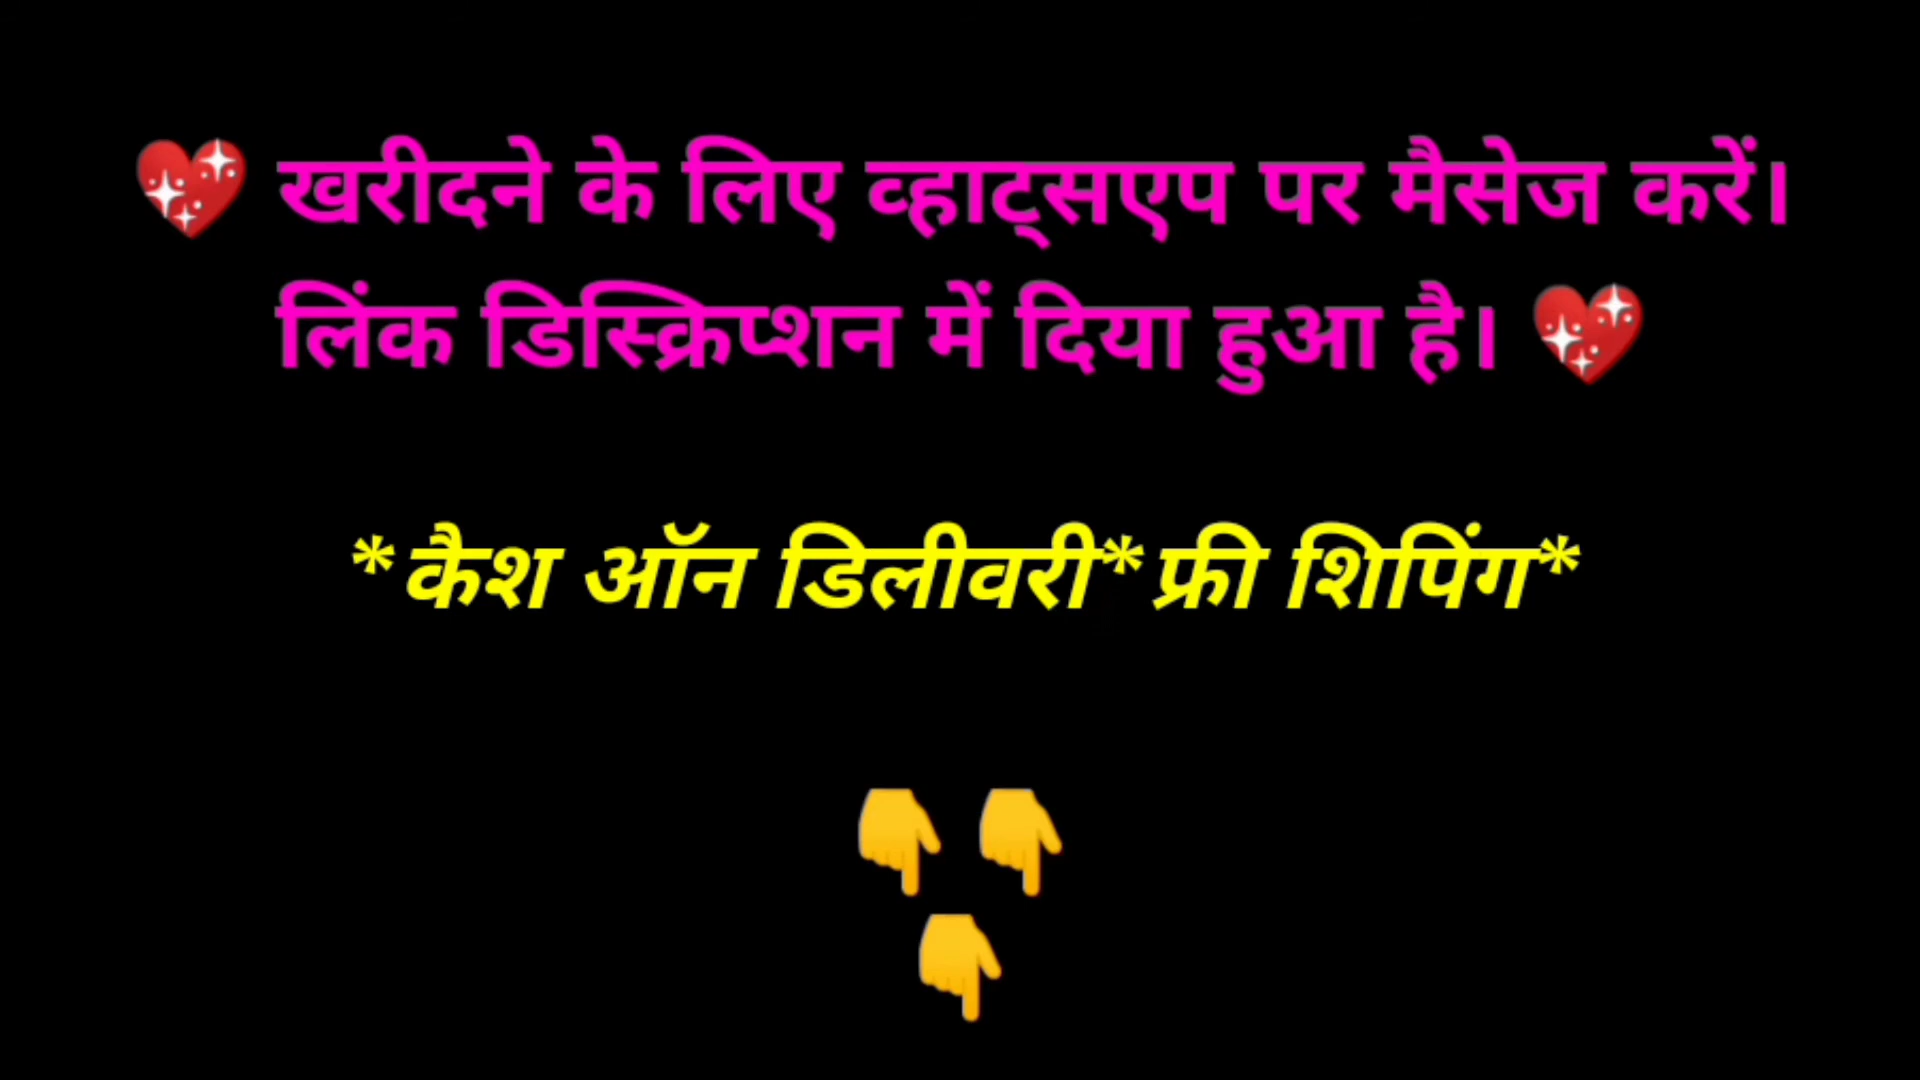 💖 खरीदने के लिए व्हाट्सएप पर मैसेज करें।
लिंक डिस्क्रिप्शन में दिया हुआ है। 💖
*कैश ऑन डिलीवरी*फ्री शिपिंग*
👇 👇
👇